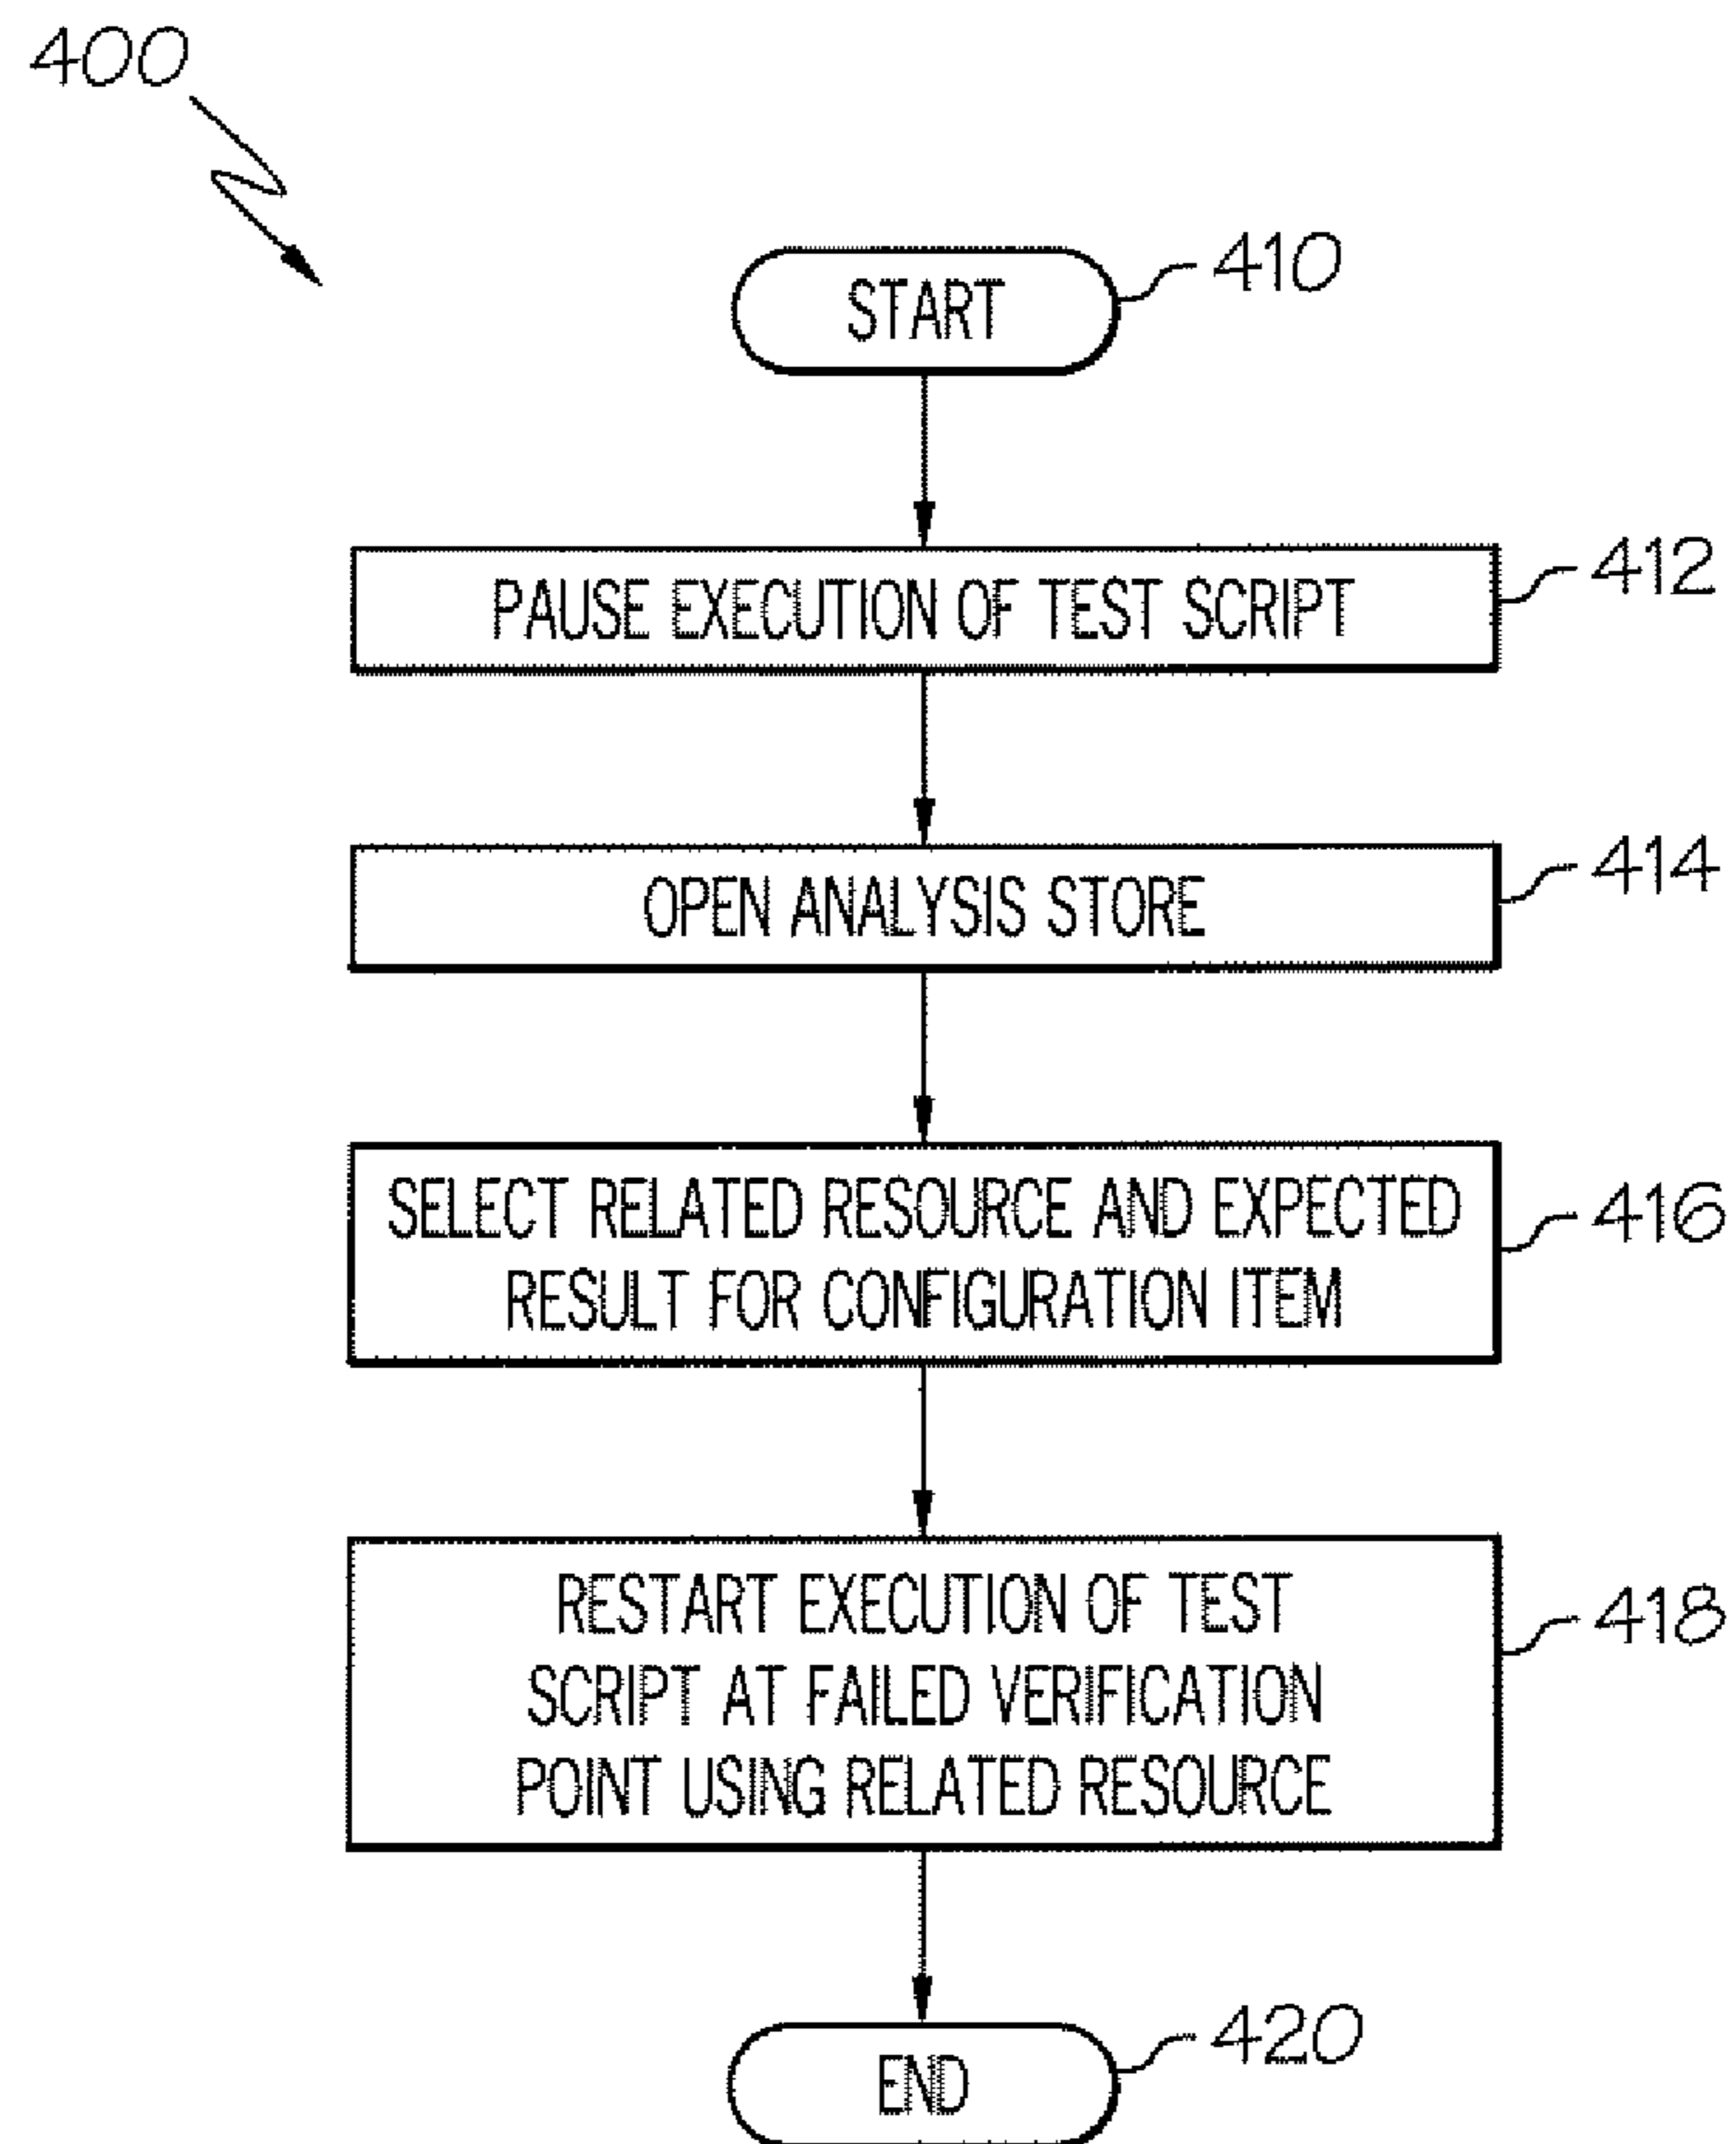 400
START
410
PAUSE EXECUTION OF TEST SCRIPT
412
OPEN ANALYSIS STORE
414
SELECT RELATED RESOURCE AND EXPECTED
RESULT FOR CONFIGURATION ITEM
416
RESTART EXECUTION OF TEST
SCRIPT AT FAILED VERIFICATION
POINT USING RELATED RESOURCE
418
END
420